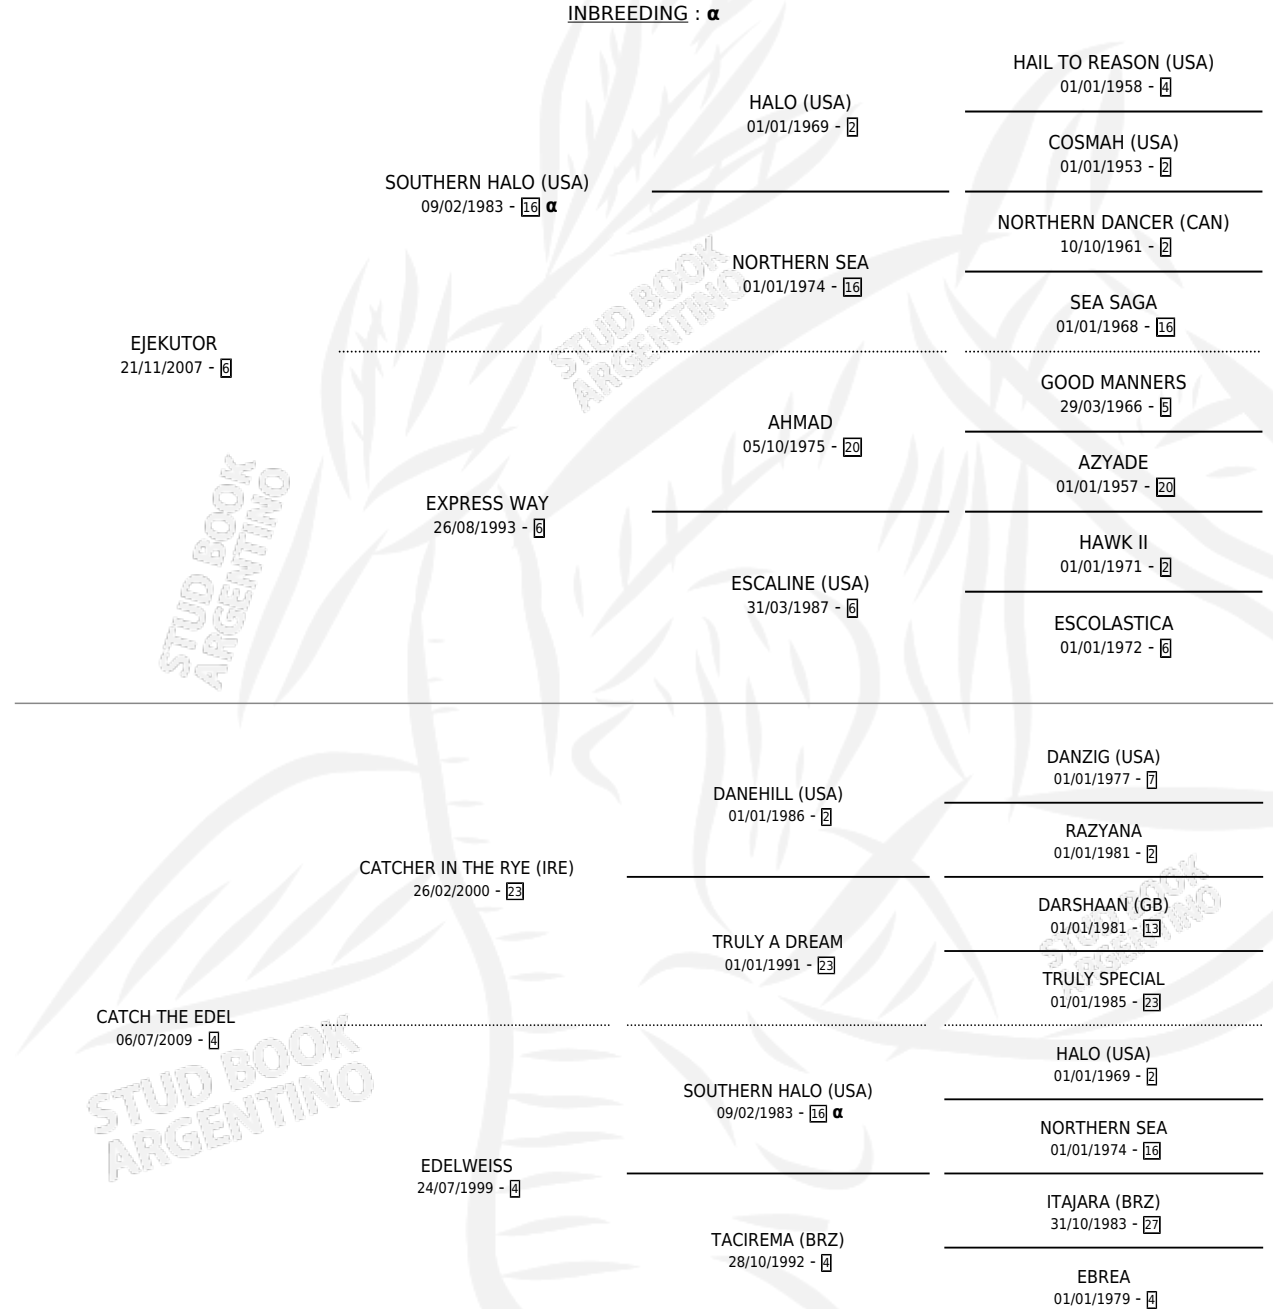 INBREEDING : α
HAIL TO REASON (USA)
01/01/1958 - 4
HALO (USA)
01/01/1969 - 2
COSMAH (USA)
01/01/1953 - 2
SOUTHERN HALO (USA)
09/02/1983 - 16 α
NORTHERN DANCER (CAN)
10/10/1961 - 2
NORTHERN SEA
01/01/1974 - 16
SEA SAGA
01/01/1968 - 16
EJEKUTOR
21/11/2007 - 6
GOOD MANNERS
29/03/1966 - 5
AHMAD
05/10/1975 - 20
AZYADE
01/01/1957 - 20
EXPRESS WAY
26/08/1993 - 6
HAWK II
01/01/1971 - 2
ESCALINE (USA)
31/03/1987 - 6
ESCOLASTICA
01/01/1972 - 6
DANZIG (USA)
01/01/1977 - 7
DANEHILL (USA)
01/01/1986 - 2
RAZYANA
01/01/1981 - 2
CATCHER IN THE RYE (IRE)
26/02/2000 - 23
DARSHAAN (GB)
01/01/1981 - 13
TRULY A DREAM
01/01/1991 - 23
TRULY SPECIAL
01/01/1985 - 23
CATCH THE EDEL
06/07/2009 - 4
HALO (USA)
01/01/1969 - 2
SOUTHERN HALO (USA)
09/02/1983 - 16 α
NORTHERN SEA
01/01/1974 - 16
EDELWEISS
24/07/1999 - 4
ITAJARA (BRZ)
31/10/1983 - 27
TACIREMA (BRZ)
28/10/1992 - 4
EBREA
01/01/1979 - 4
STUD BOOK
ARGENTINO
STUD BOOK
ARGENTINO
STUD BOOK
ARGENTINO
STUD BOOK
ARGENTINO